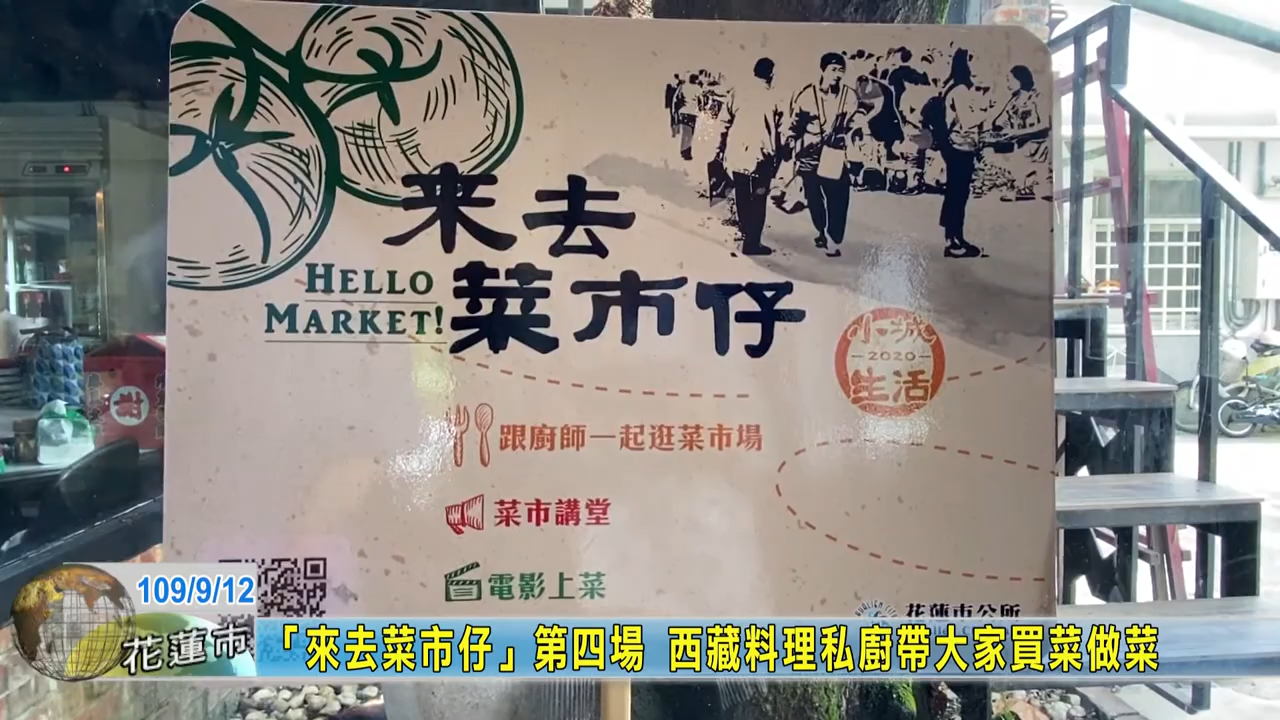 来去
HELLO
MARKET!
菜市仔
小城
2020
生活
跟廚師一起逛菜市場
菜市講堂
電影上菜
花蓮市公所
109/9/12
花蓮市
「來去菜市仔」第四場 西藏料理私廚帶大家買菜做菜